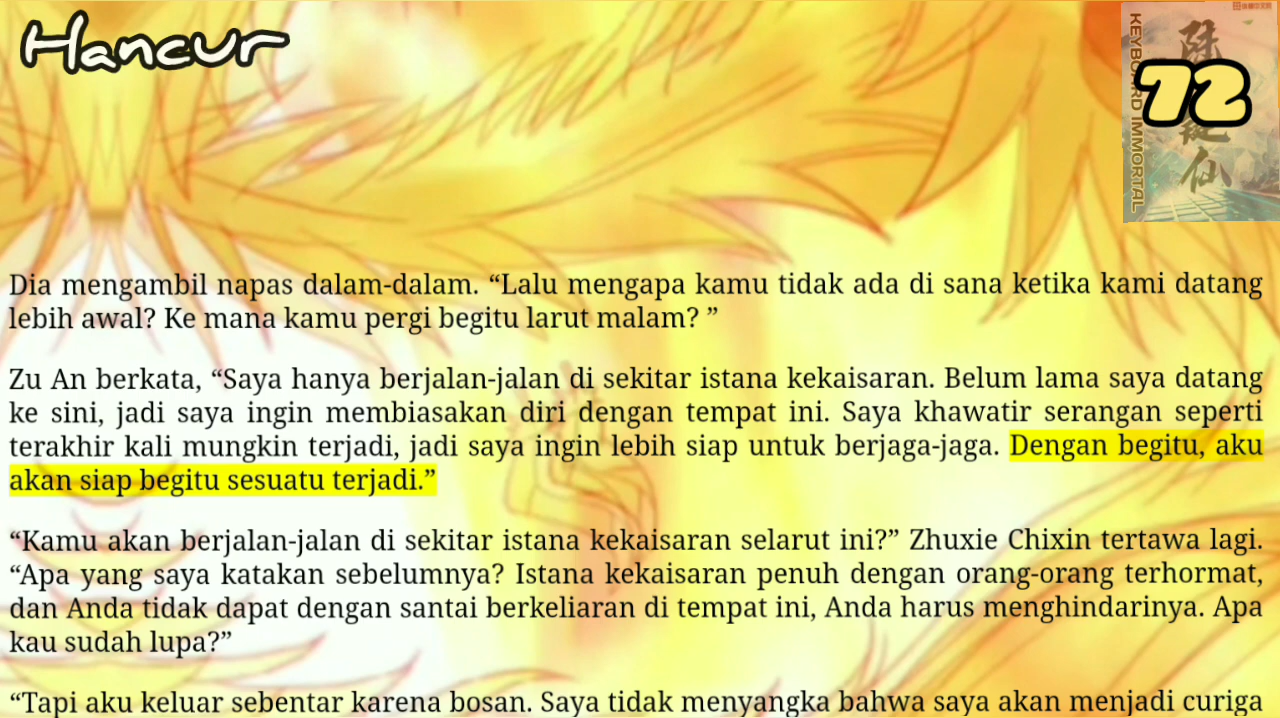 Hancur
KEYBOARD IMMORTAL
72
仙
Dia mengambil napas dalam-dalam. “Lalu mengapa kamu tidak ada di sana ketika kami datang
lebih awal? Ke mana kamu pergi begitu larut malam? ”
Zu An berkata, “Saya hanya berjalan-jalan di sekitar istana kekaisaran. Belum lama saya datang
ke sini, jadi saya ingin membiasakan diri dengan tempat ini. Saya khawatir serangan seperti
terakhir kali mungkin terjadi, jadi saya ingin lebih siap untuk berjaga-jaga. Dengan begitu, aku
akan siap begitu sesuatu terjadi.”
“Kamu akan berjalan-jalan di sekitar istana kekaisaran selarut ini?” Zhuxie Chixin tertawa lagi.
“Apa yang saya katakan sebelumnya? Istana kekaisaran penuh dengan orang-orang terhormat,
dan Anda tidak dapat dengan santai berkeliaran di tempat ini, Anda harus menghindarinya. Apa
kau sudah lupa?”
“Tapi aku keluar sebentar karena bosan. Saya tidak menyangka bahwa saya akan menjadi curiga